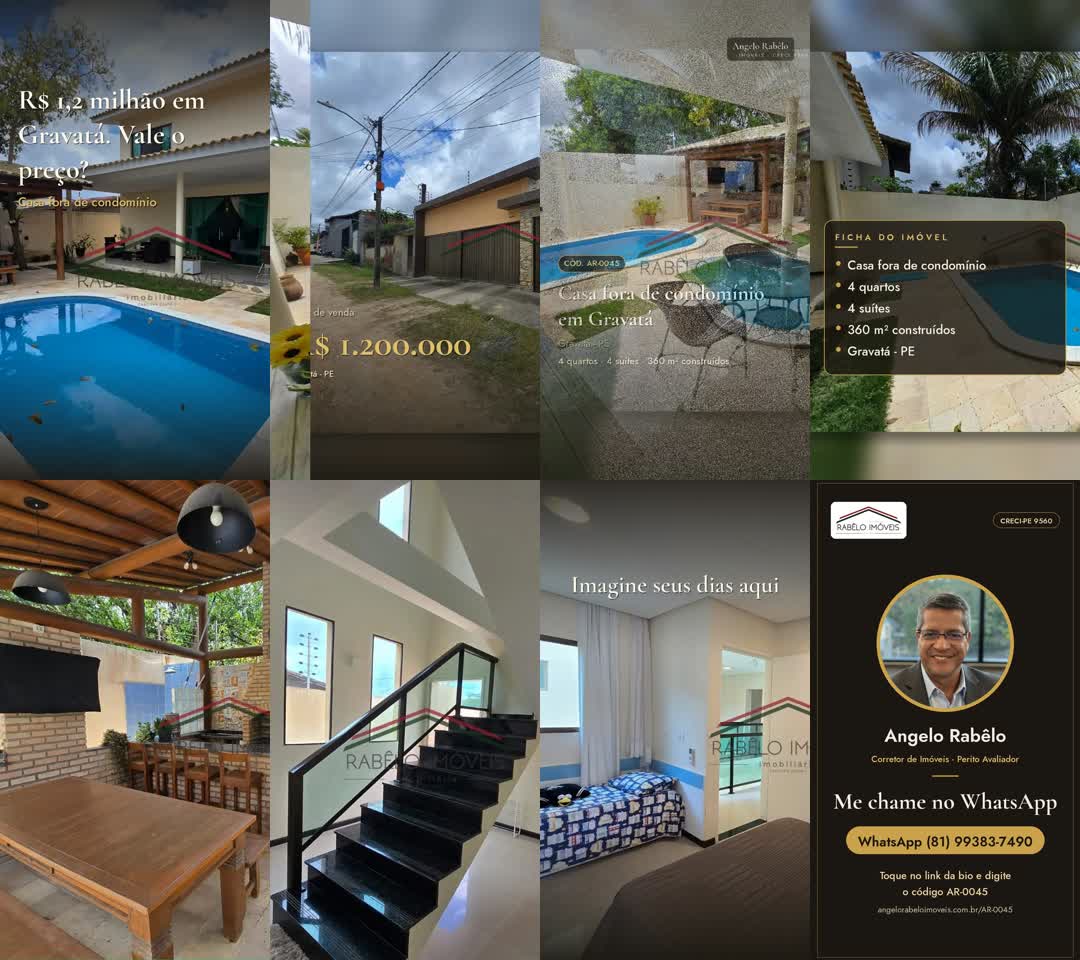 R$ 1,2 milhão em
Gravatá. Vale o
preço?
Casa fora de condomínio
RABÊLO IMÓVEIS
imobiliária
de venda
$ 1.200.000
tá - PE
Angelo Rabêlo
IMÓVEIS · CRECI
CÓD. AR-0045
RABÊLO I
Casa fora de condomínio
em Gravatá
Gravatá - PE
4 quartos · 4 suítes · 360 m² construídos
FICHA DO IMÓVEL
Casa fora de condomínio
4 quartos
4 suítes
360 m² construídos
Gravatá - PE
RABÊLO IMÓVEIS
Imagine seus dias aqui
RABÊLO IM
imobiliári
RABÊLO IMÓVEIS
CRECI-PE 9560
Angelo Rabêlo
Corretor de Imóveis · Perito Avaliador
Me chame no WhatsApp
WhatsApp (81) 99383-7490
Toque no link da bio e digite
o código AR-0045
angelorabeloimoveis.com.br/AR-0045